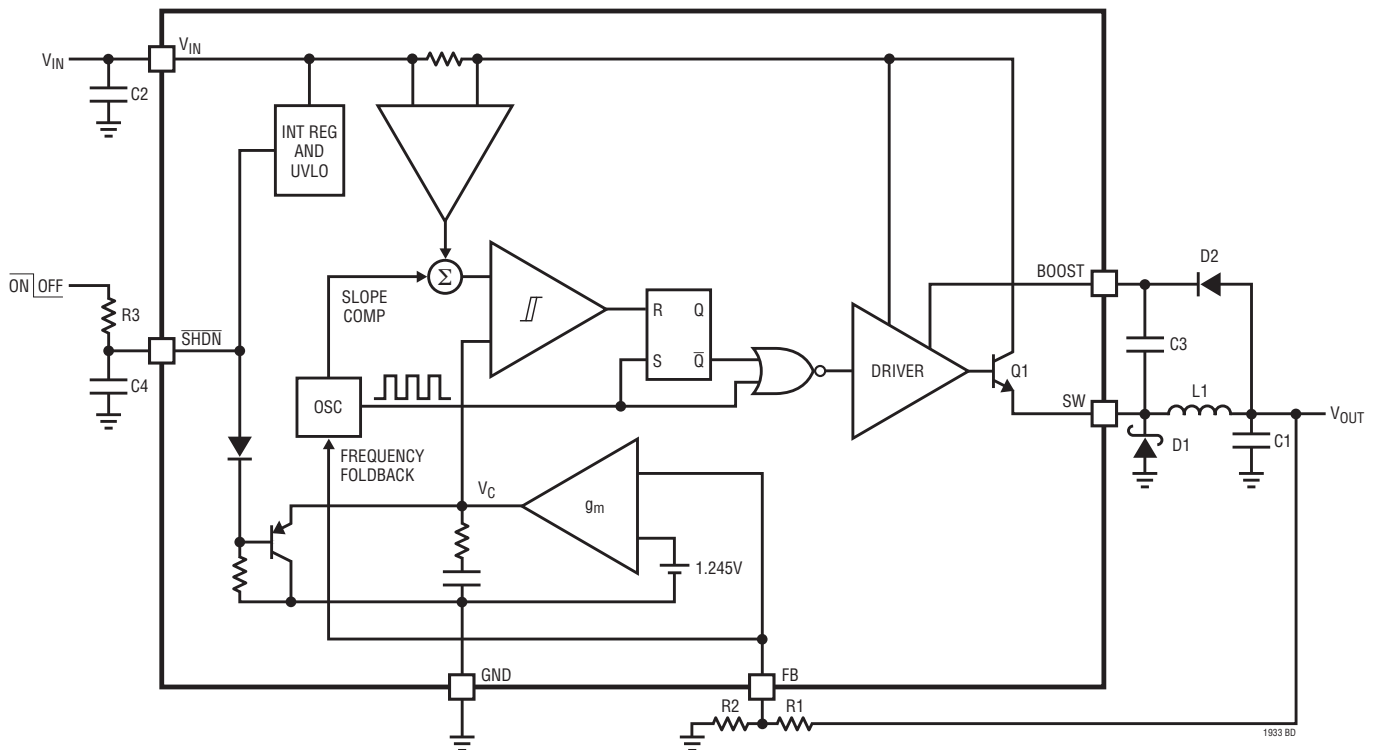 VIN
VIN
C2
INT REG
AND
UVLO
ON OFF
R3
SHDN
C4
SLOPE
COMP
Σ
R Q
S Q
OSC
FREQUENCY
FOLDBACK
VC
gm
1.245V
DRIVER
Q1
BOOST
SW
D2
C3
L1
D1
C1
VOUT
GND
FB
R2
R1
1933 BD